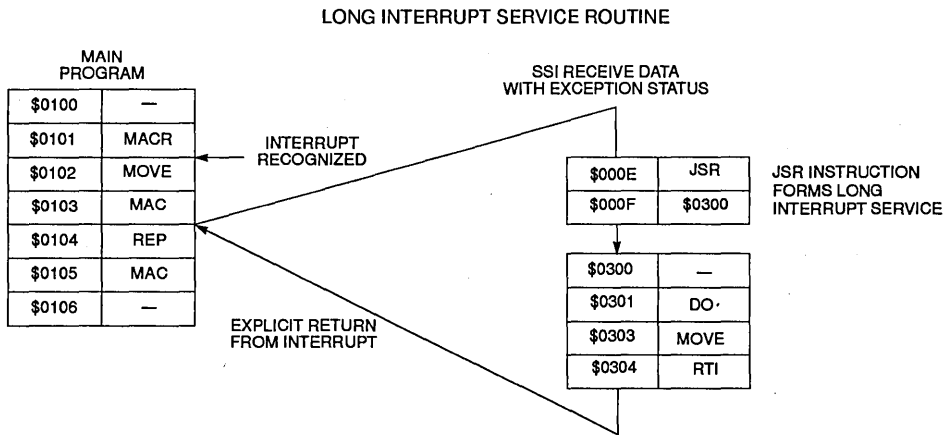 LONG INTERRUPT SERVICE ROUTINE
MAIN
PROGRAM
$0100 —
$0101 MACR
$0102 MOVE
$0103 MAC
$0104 REP
$0105 MAC
$0106 —
INTERRUPT
RECOGNIZED
SSI RECEIVE DATA
WITH EXCEPTION STATUS
$000E JSR
$000F $0300
JSR INSTRUCTION
FORMS LONG
INTERRUPT SERVICE
$0300 —
$0301 DO
$0303 MOVE
$0304 RTI
EXPLICIT RETURN
FROM INTERRUPT